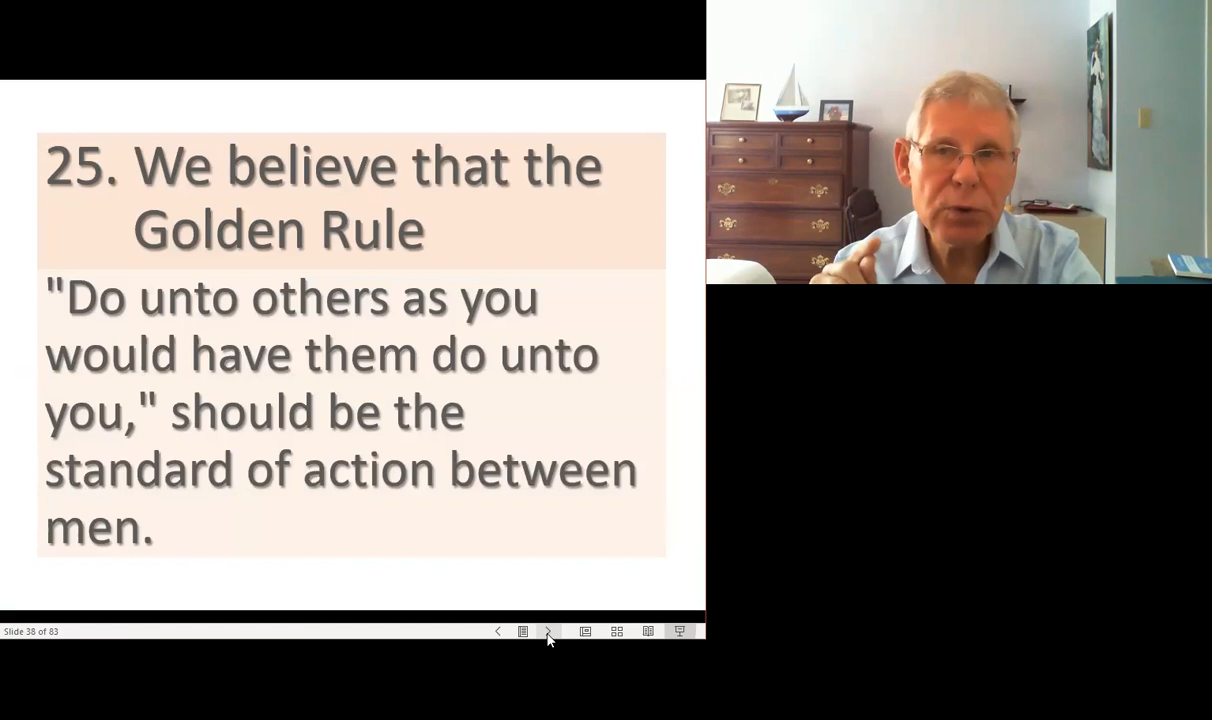 25. We believe that the
Golden Rule
"Do unto others as you
would have them do unto
you," should be the
standard of action between
men.
Slide 38 of 83